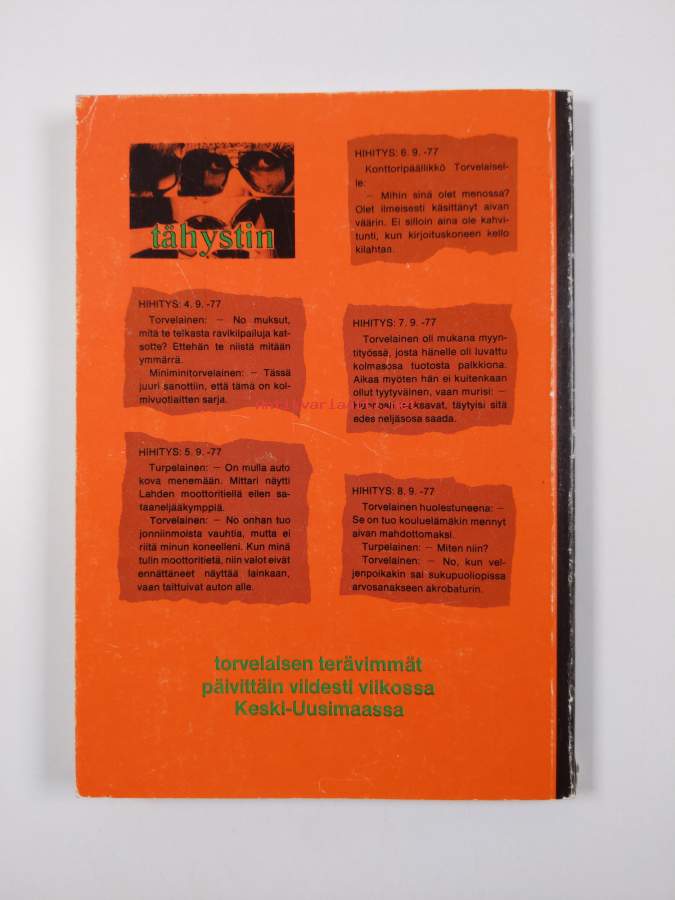 tähystin
HIHITYS: 4. 9. -77
Torvelainen: — No muksut,
mitä te telkasta ravikilpailuja kat-
sotte? Ettehän te niistä mitään
ymmärrä.
Miniminitorvelainen: — Tässä
juuri sanottiin, että tämä on kol-
mivuotiaitten sarja.
HIHITYS: 5. 9. -77
Turpelainen: — On mulla auto
kova menemään. Mittari näytti
Lahden moottoritiellä eilen sa-
taaneljääkymppiä.
Torvelainen: — No onhan tuo
jonniinmoista vauhtia, mutta ei
riitä minun koneelleni. Kun minä
tulin moottoritietä, niin valot eivät
ennättäneet näyttää lainkaan,
vaan taittuivat auton alle.
HIHITYS: 6. 9. -77
Konttoripäällikkö Torvelaisel-
le:
— Mihin sinä olet menossa?
Olet ilmeisesti käsittänyt aivan
väärin. Ei silloin aina ole kahvi-
tunti, kun kirjoituskoneen kello
kilahtaa.
HIHITYS: 7. 9. -77
Torvelainen oli mukana myyn-
tityössä, josta hänelle oli luvattu
kolmasosa tuotosta palkkiona.
Aikaa myöten hän ei kuitenkaan
ollut tyytyväinen, vaan murisi: —
maksavat, täytyisi sitä
edes neljäsosa saada.
HIHITYS: 8. 9. -77
Torvelainen huolestuneena: —
Se on tuo kouluelämäkin mennyt
aivan mahdottomaksi.
Turpelainen: — Miten niin?
Torvelainen: — No, kun vel-
jenpoikakin sai sukupuoliopissa
arvosanakseen akrobaturin.
torvelaisen terävimmät
päivittäin viidesti viikossa
Keski-Uusimaassa